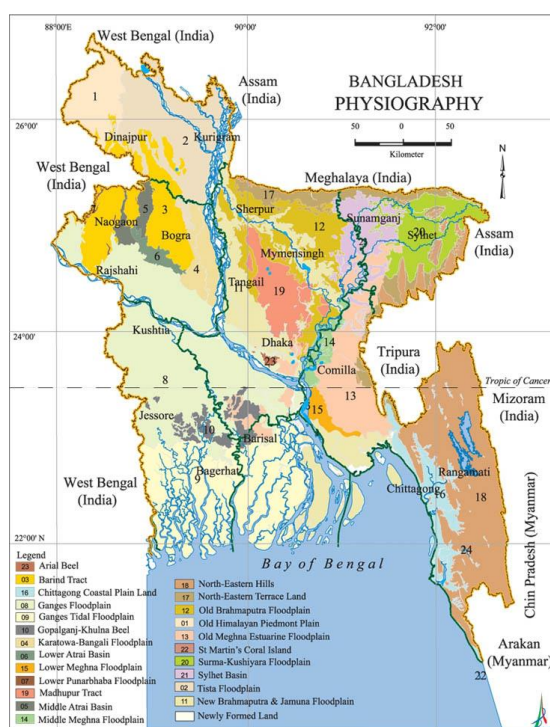 88°00'E
90°00
92°00
West Bengal (India)
Assam
(India)
BANGLADESH
PHYSIOGRAPHY
50 0 50
Kilometer
N
26°00
1
2
Dinajpur
Kurigram
West Bengal
(India)
Meghalaya (India)
17
Sherpur
Sunamganj
Naogaon
5
3
Bogra
12
20
Sylhet
Assam
(India)
Mymensingh
6
4
Rajshahi
Tangail
11
19
24°00
Kushtia
14
Dhaka
23
Tripura
(India)
Comilla
8
13
Tropic of Cancer
Mizoram
(India)
Jessore
15
10
Barisal
Rangamati
Chittagong
16
18
West Bengal
(India)
Bagerhat
9
Chin Pradesh (Myanmar)
22°00' N
24
Bay of Bengal
Arakan
(Myanmar)
22
Legend
23 Arial Beel
03 Barind Tract
16 Chittagong Coastal Plain Land
08 Ganges Floodplain
09 Ganges Tidal Floodplain
10 Gopalganj-Khulna Beel
04 Karatowa-Bangali Floodplain
06 Lower Atrai Basin
15 Lower Meghna Floodplain
07 Lower Punarbhaba Floodplain
19 Madhupur Tract
05 Middle Atrai Basin
14 Middle Meghna Floodplain
18 North-Eastern Hills
17 North-Eastern Terrace Land
12 Old Brahmaputra Floodplain
01 Old Himalayan Piedmont Plain
13 Old Meghna Estuarine Floodplain
22 St Martin's Coral Island
20 Surma-Kushiyara Floodplain
21 Sylhet Basin
02 Tista Floodplain
11 New Brahmaputra & Jamuna Floodplain
Newly Formed Land